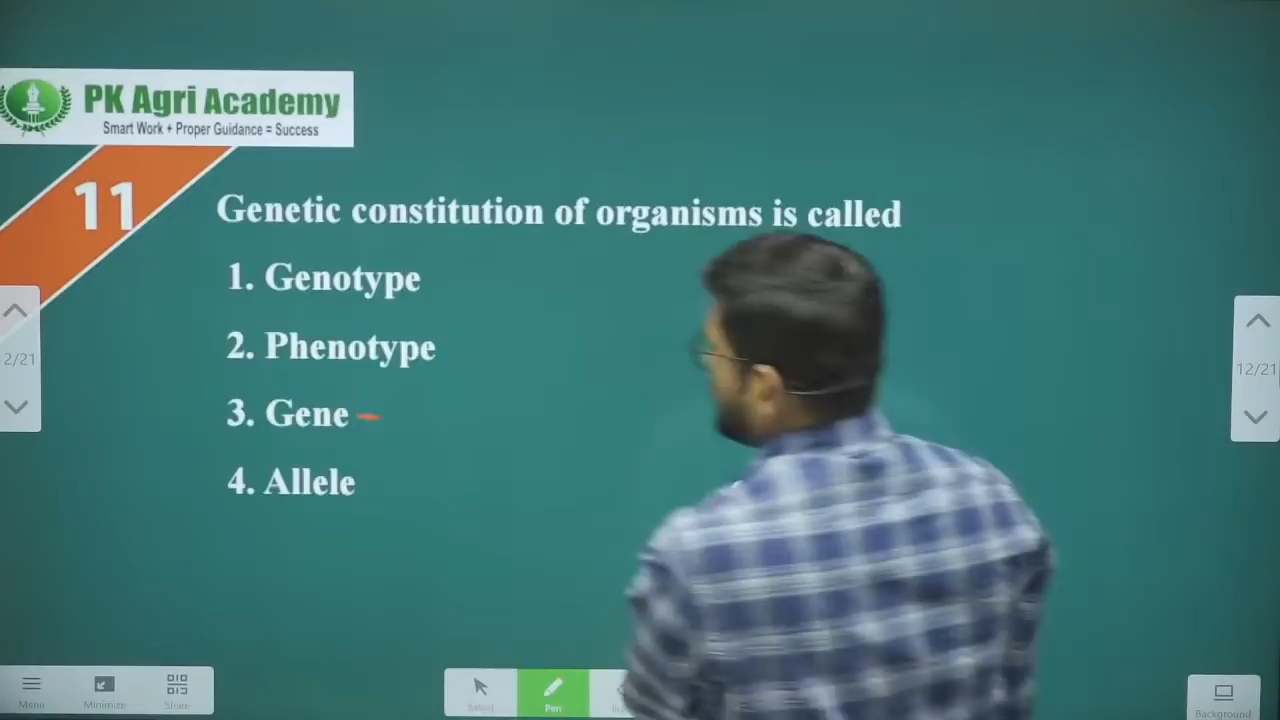 PK Agri Academy
Smart Work + Proper Guidance = Success
11
Genetic constitution of organisms is called
1. Genotype
2. Phenotype
3. Gene
4. Allele
2/21
12/21
Menu
Minimize
Share
Select
Pen
Background